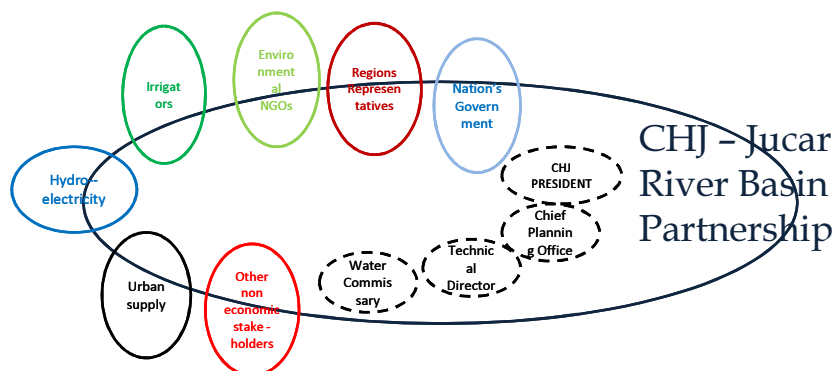 Irrigat
ors
Environ
nment
al
NGOs
Regions
Represen
tatives
Nation's
Govern
ment
CHJ
PRESIDENT
CHJ – Jucar
River Basin
Partnership
Hydro--
electricity
Chief
Plannin
g Office
Technic
al
Director
Water
Commis
sary
Urban
supply
Other
non
economic
stake -
holders